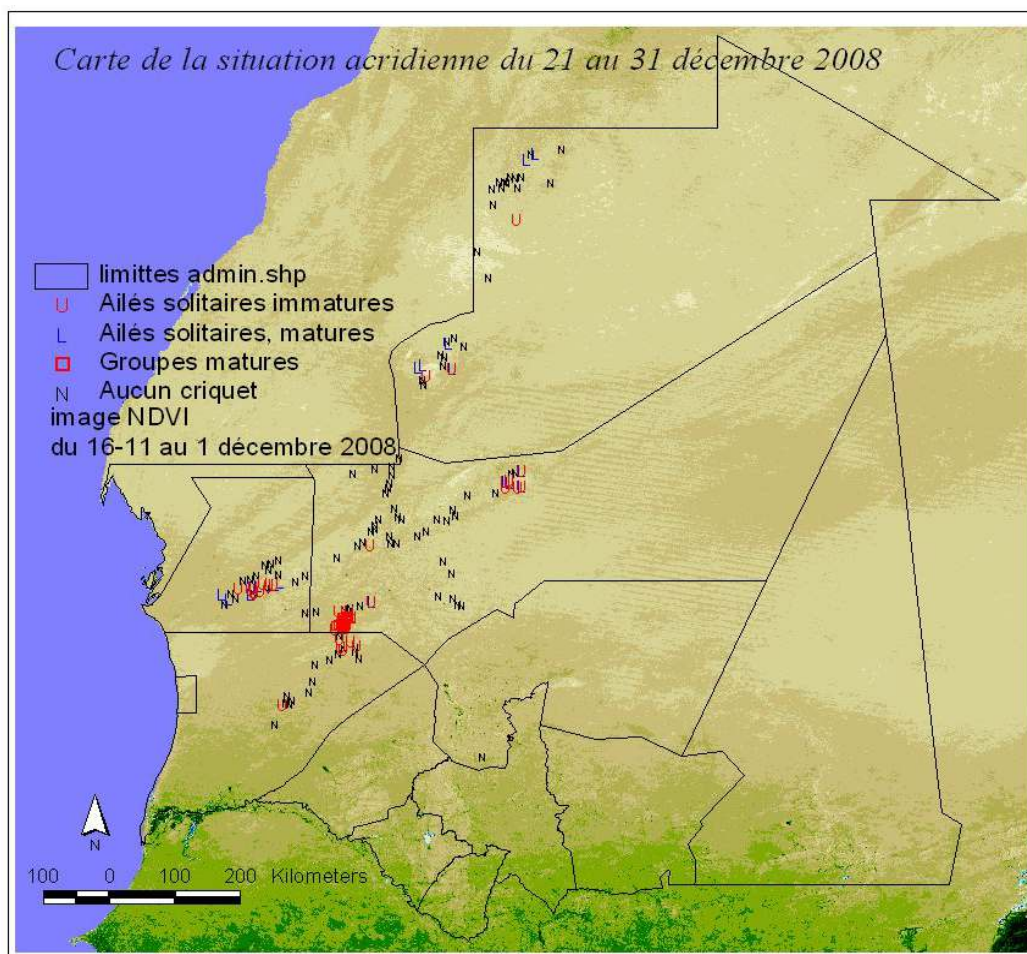 Carte de la situation acridienne du 21 au 31 décembre 2008
limittes admin.shp
U Ailés solitaires immatures
L Ailés solitaires, matures
Groupes matures
N Aucun criquet
image NDVI
du 16-11 au 1 décembre 2008
N
100 0 100 200 Kilometers